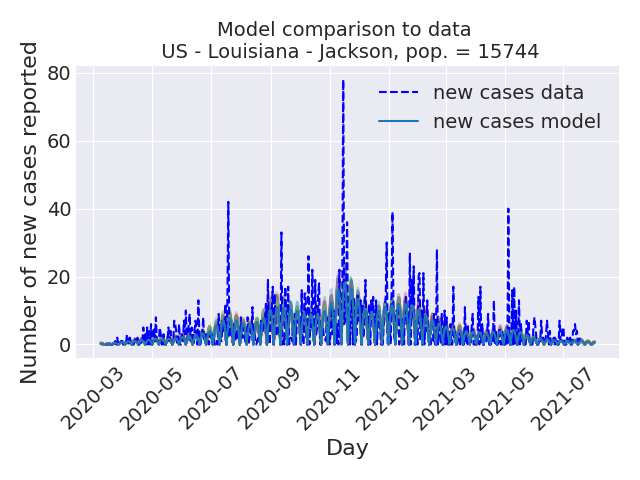 Model comparison to data
US - Louisiana - Jackson, pop. = 15744
Number of new cases reported
80
60
40
20
0
new cases data
new cases model
2020-03
2020-05
2020-07
2020-09
2020-11
2021-01
2021-03
2021-05
2021-07
Day